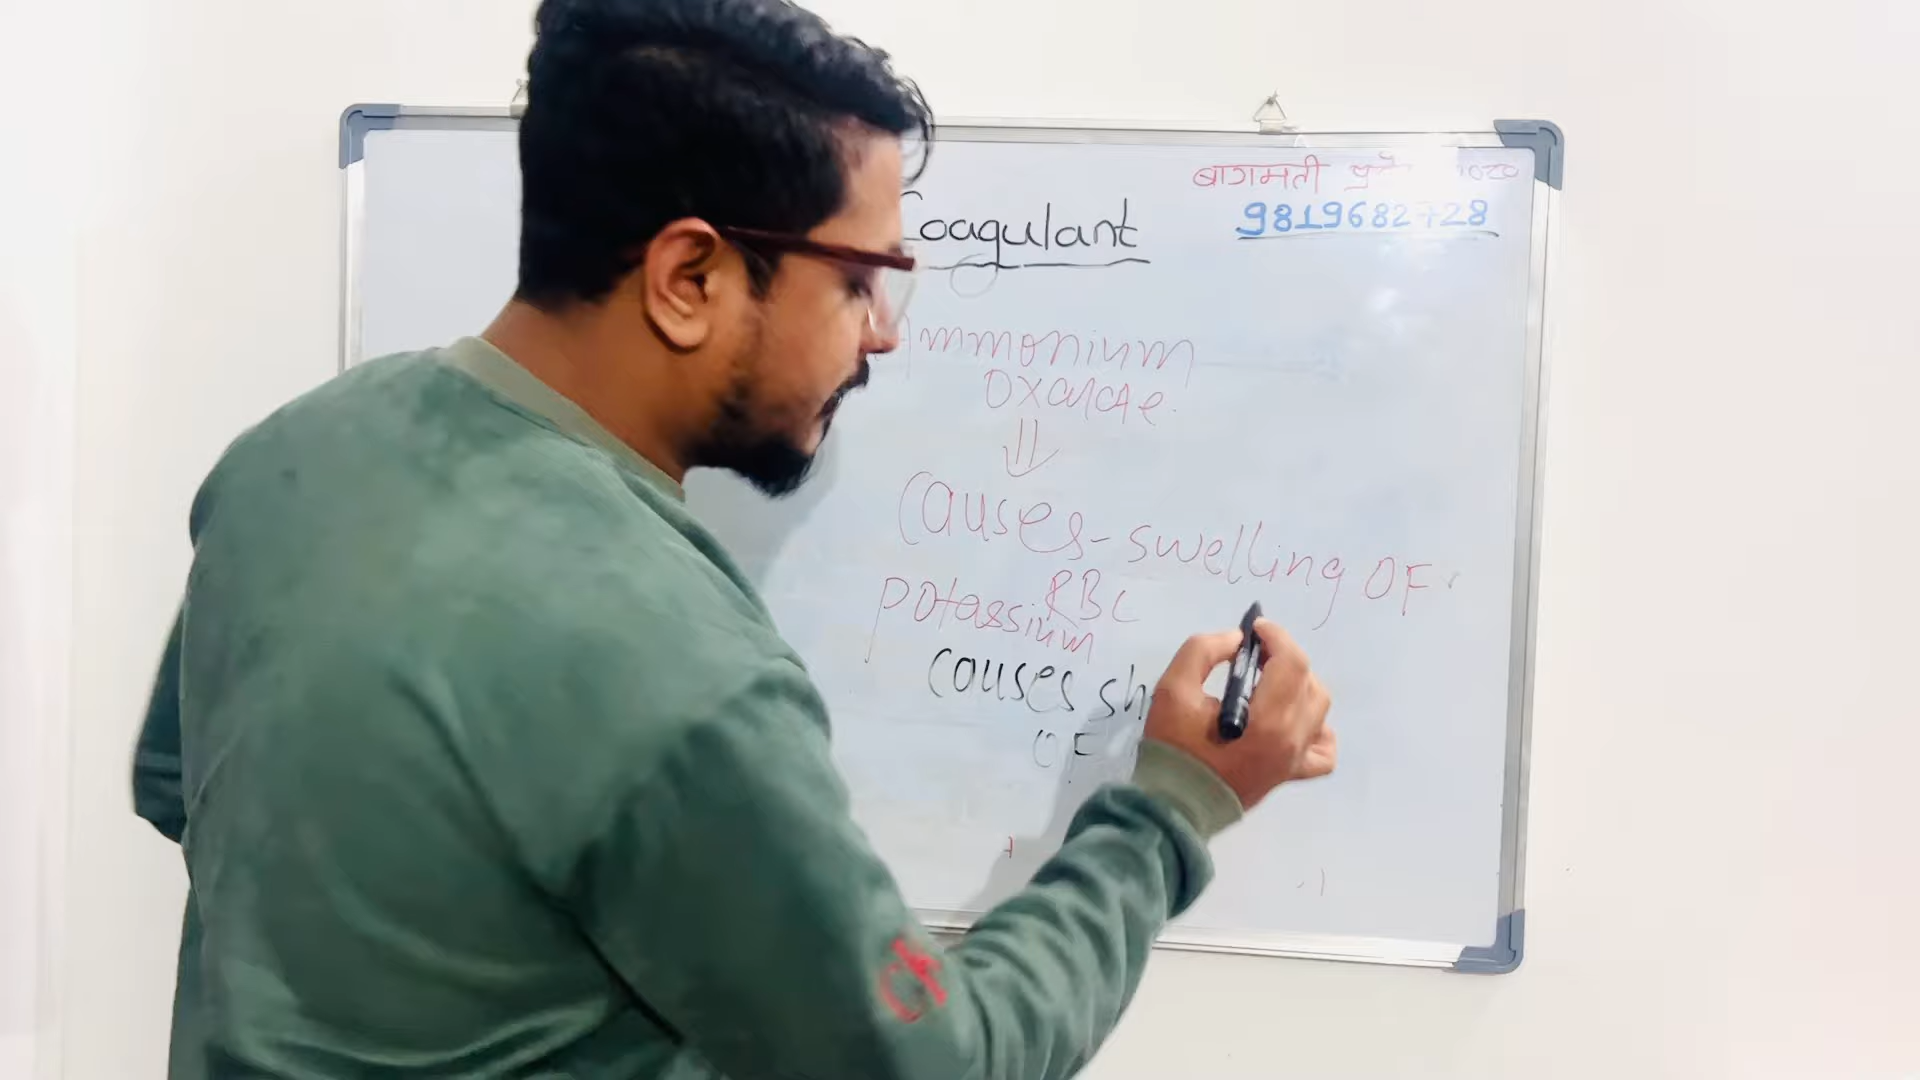 बागमती
9819682728
Coagulant
Ammonium
oxalate.
causes-swelling OF
RBC
potassium
causes sh
OF